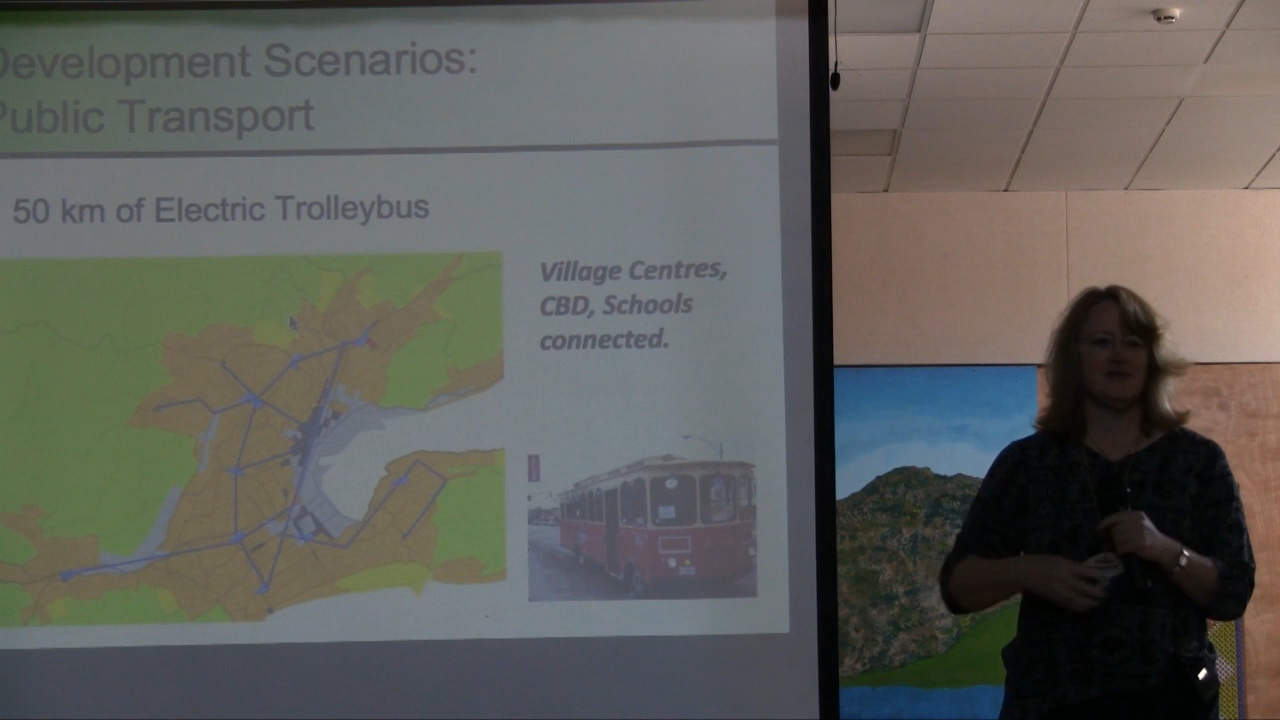 Development Scenarios:
Public Transport
50 km of Electric Trolleybus
Village Centres,
CBD, Schools
connected.